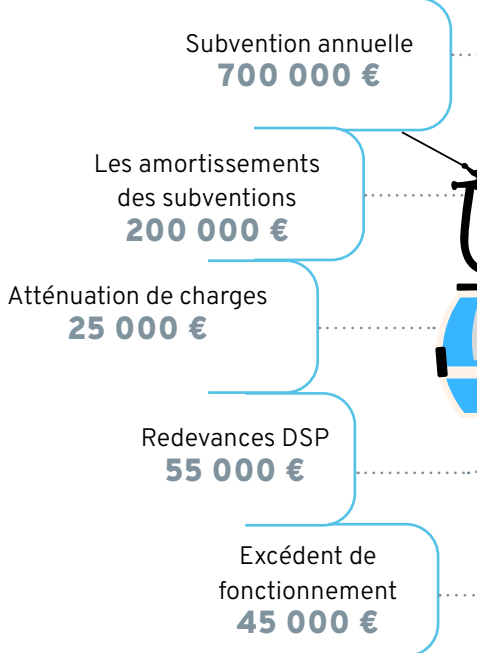 Subvention annuelle
700 000 €
Les amortissements
des subventions
200 000 €
Atténuation de charges
25 000 €
Redevances DSP
55 000 €
Excédent de
fonctionnement
45 000 €